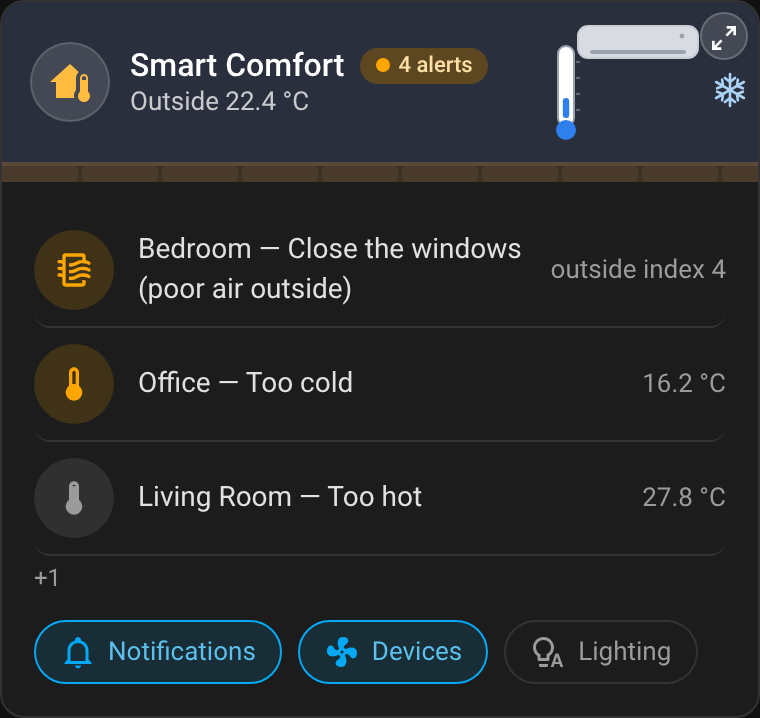 Smart Comfort
4 alerts
Outside 22.4 °C
Bedroom — Close the windows
(poor air outside)
outside index 4
Office — Too cold
16.2 °C
Living Room — Too hot
27.8 °C
+1
Notifications
Devices
Lighting